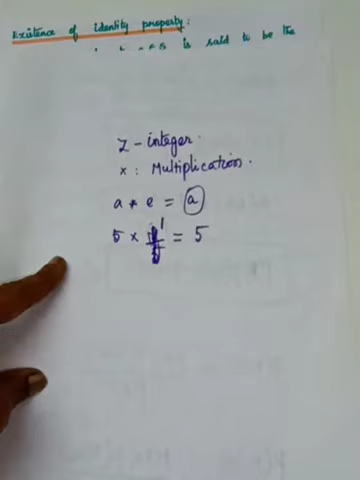 Existence of identity property:
is said to be the
Z - integer.
x : Multiplication.
a * e = a
5 x 1 = 5